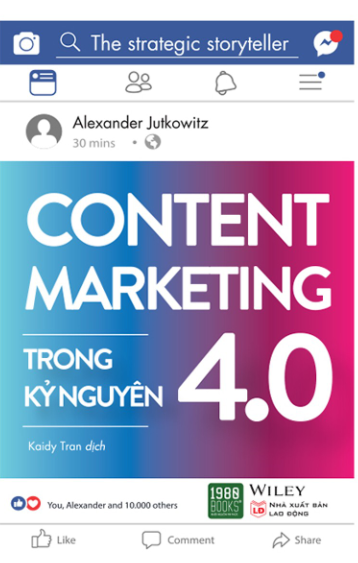 The strategic storyteller
Alexander Jutkowitz
30 mins
CONTENT
MARKETING
TRONG
KỶ NGUYÊN
4.0
Kaidy Tran dịch
You, Alexander and 10.000 others
1980
BOOKS
WILEY
LĐ
NHÀ XUẤT BẢN
LAO ĐỘNG
Like
Comment
Share